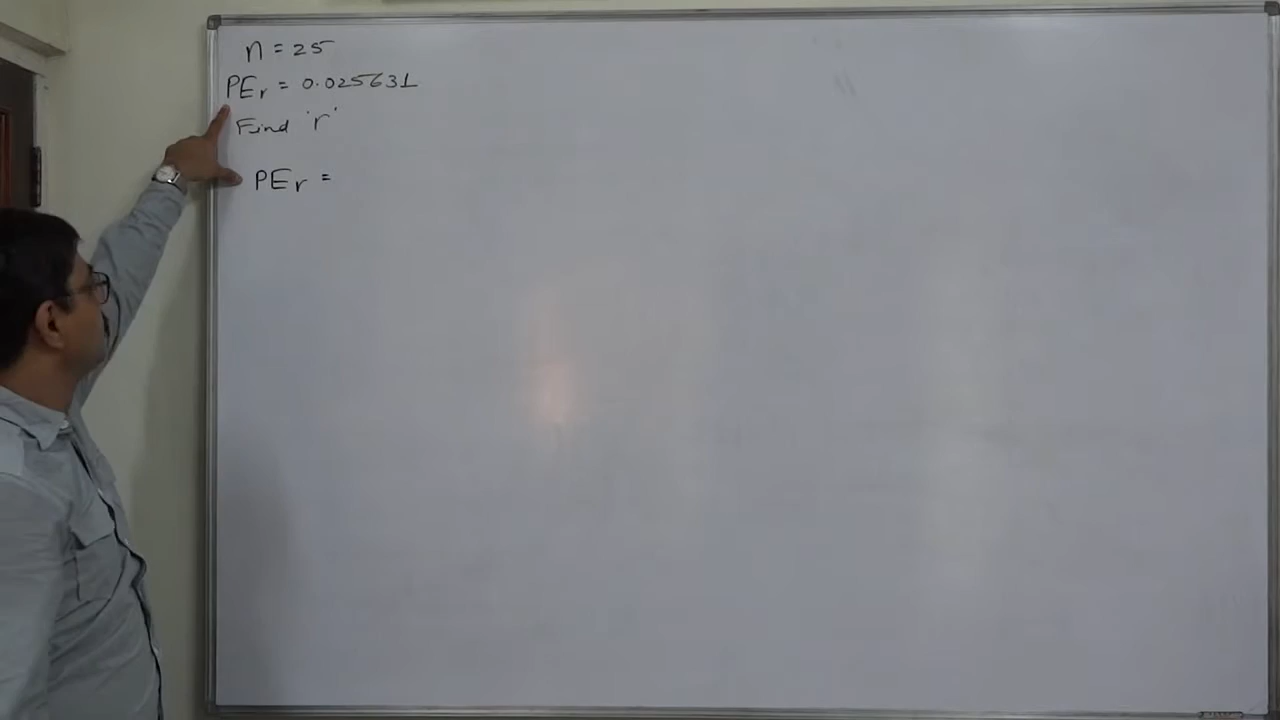 n = 25
PEr = 0.025631
Find 'r'
PEr =